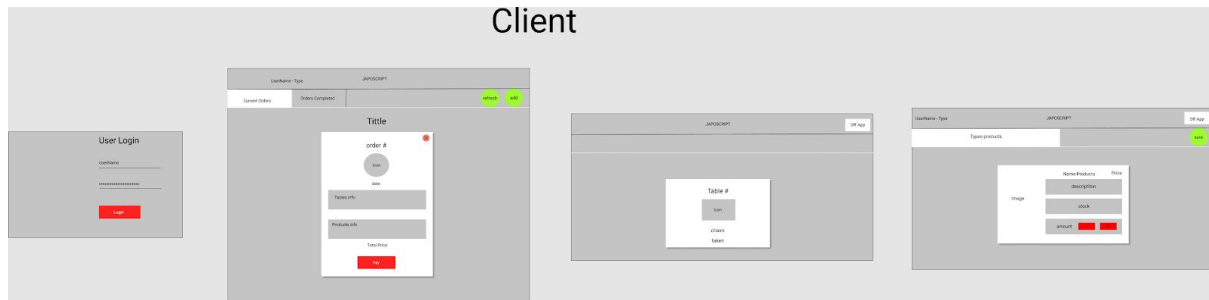 Client
User Login
UserName
Login
UserName - Type
JAPOSCRIPT
Current Orders
Orders Completed
refresh
add
Tittle
order #
icon
date
Tables info
Products info
Total Price
Pay
JAPOSCRIPT
Off App
Table #
icon
chairs
taken
UserName - Type
JAPOSCRIPT
Off App
Types products
Name Products
Price
description
Image
stock
amount